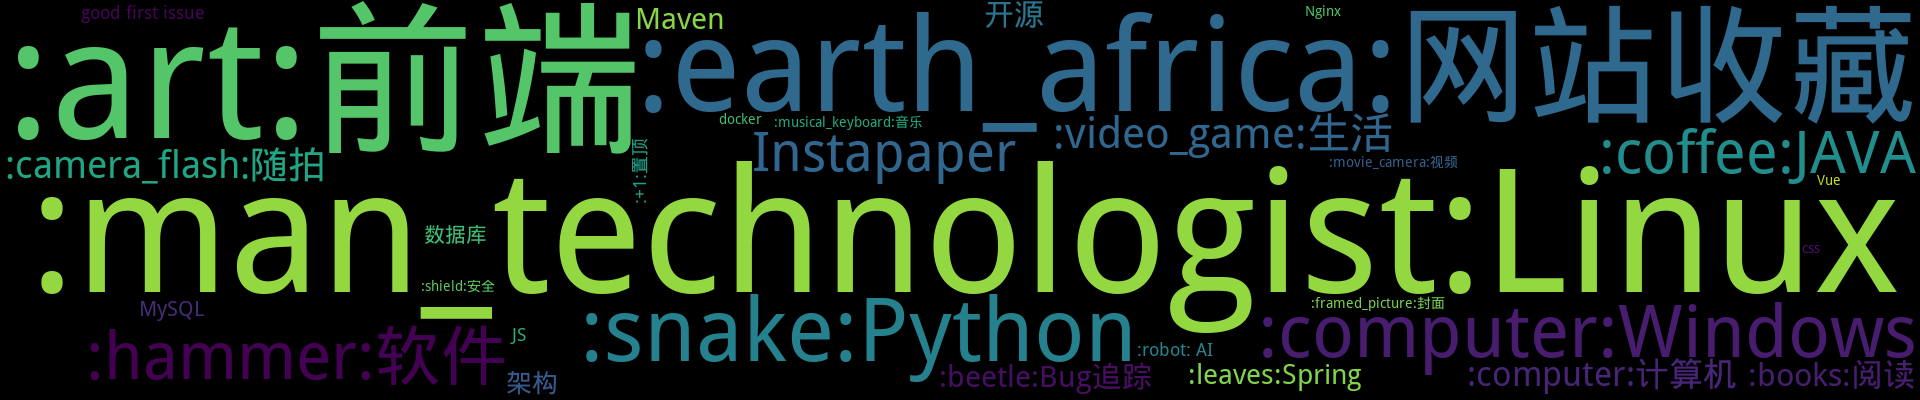 good first issue
:art:前端
Maven
:earth_africa:网站收藏
开源
Nginx
docker
:musical_keyboard:音乐
:video_game:生活
Instapaper
:movie_camera:视频
:coffee:JAVA
:camera_flash:随拍
:+1:置顶
:man_technologist:Linux
Vue
数据库
css
:shield:安全
MySQL
:framed_picture:封面
:hammer:软件
JS
:snake:Python
:computer:Windows
:robot: AI
架构
:beetle:Bug追踪
:leaves:Spring
:computer:计算机
:books:阅读